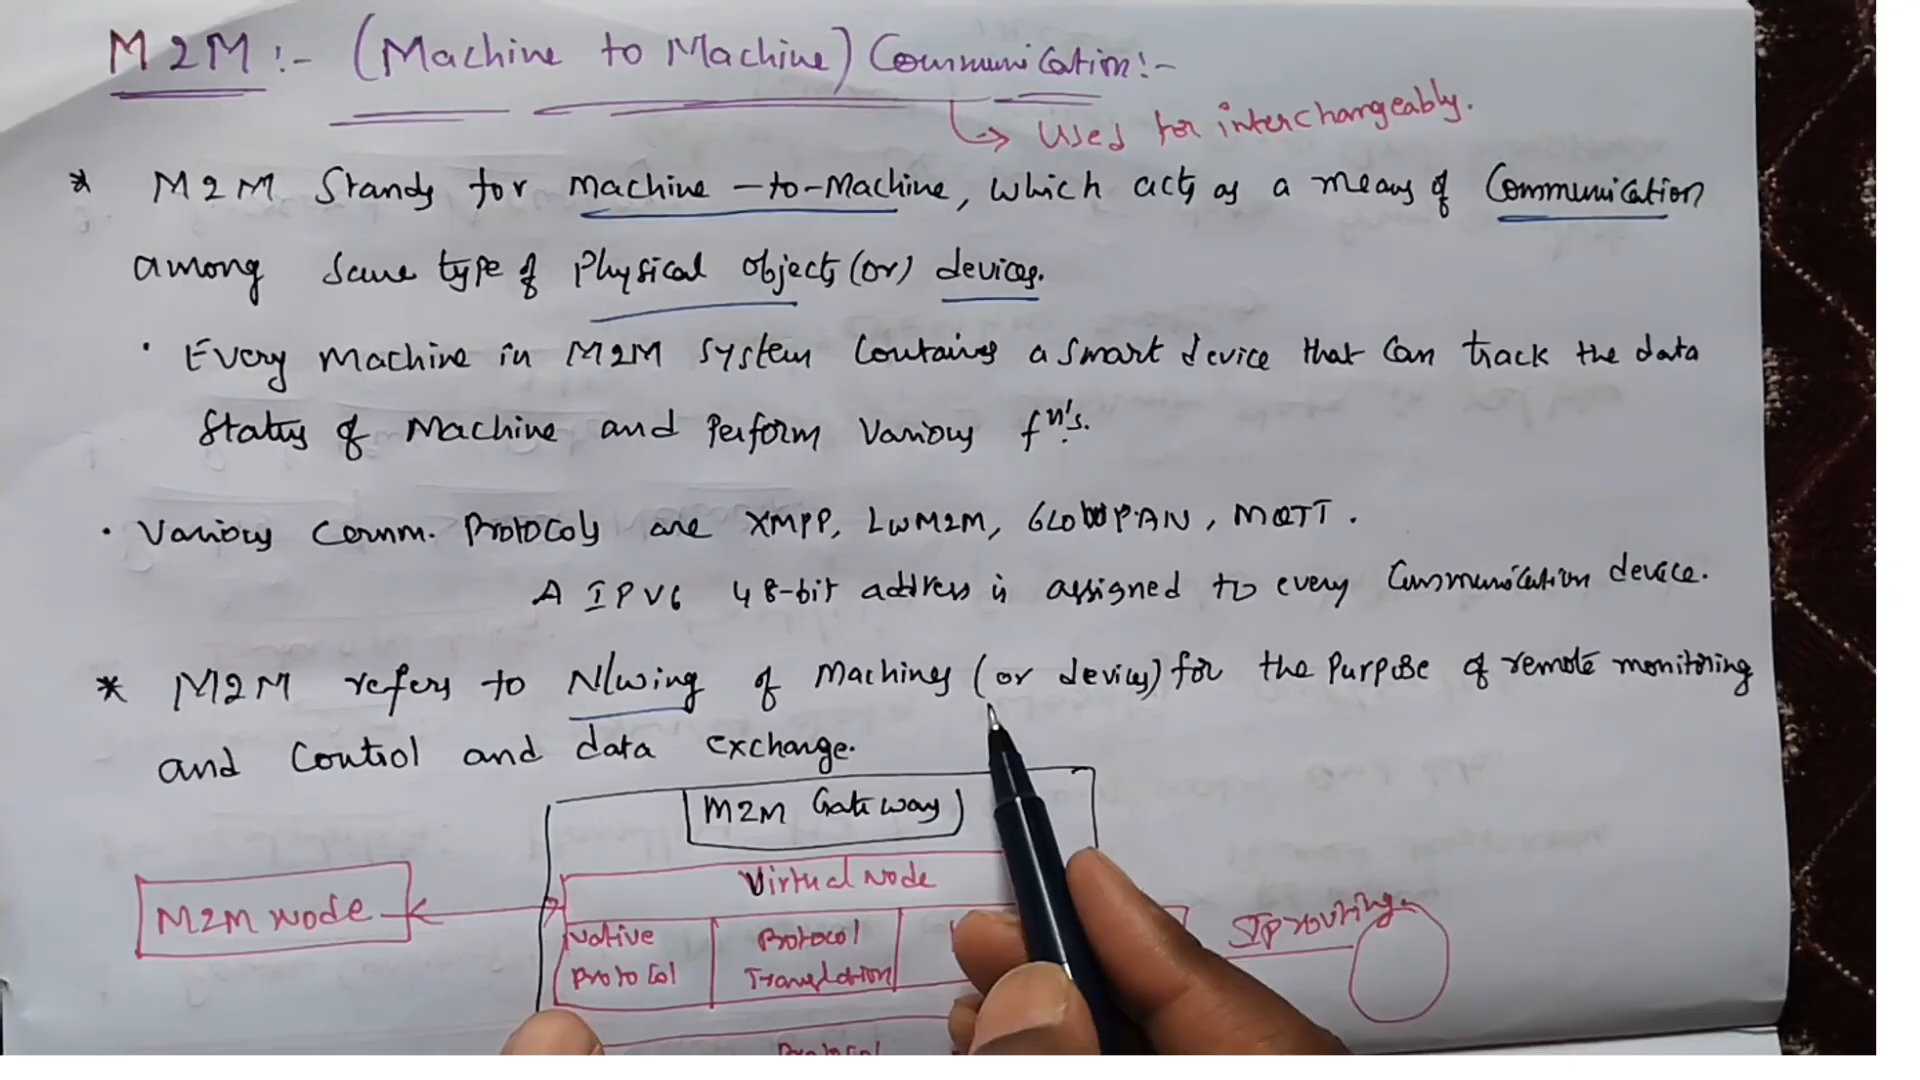 M2M :- (Machine to Machine) Communication:-
↳ Used for interchangeably.
* M2M Stands for Machine-to-Machine, which acts as a means of Communication
among same type of Physical objects (or) devices.
· Every Machine in M2M system Contains a smart device that can track the data
status of Machine and perform various fn's.
· Various Comm. Protocols are XMPP, LWM2M, 6LOWPAN, MQTT.
A IPV6 48-bit address is assigned to every Communication device.
* M2M refers to N/wing of Machines (or devices) for the Purpose of remote monitoring
and Control and data exchange.
M2M Gateway
Virtual Node
M2M Node
Native Protocol
Protocol Translation
IP routing
Protocol